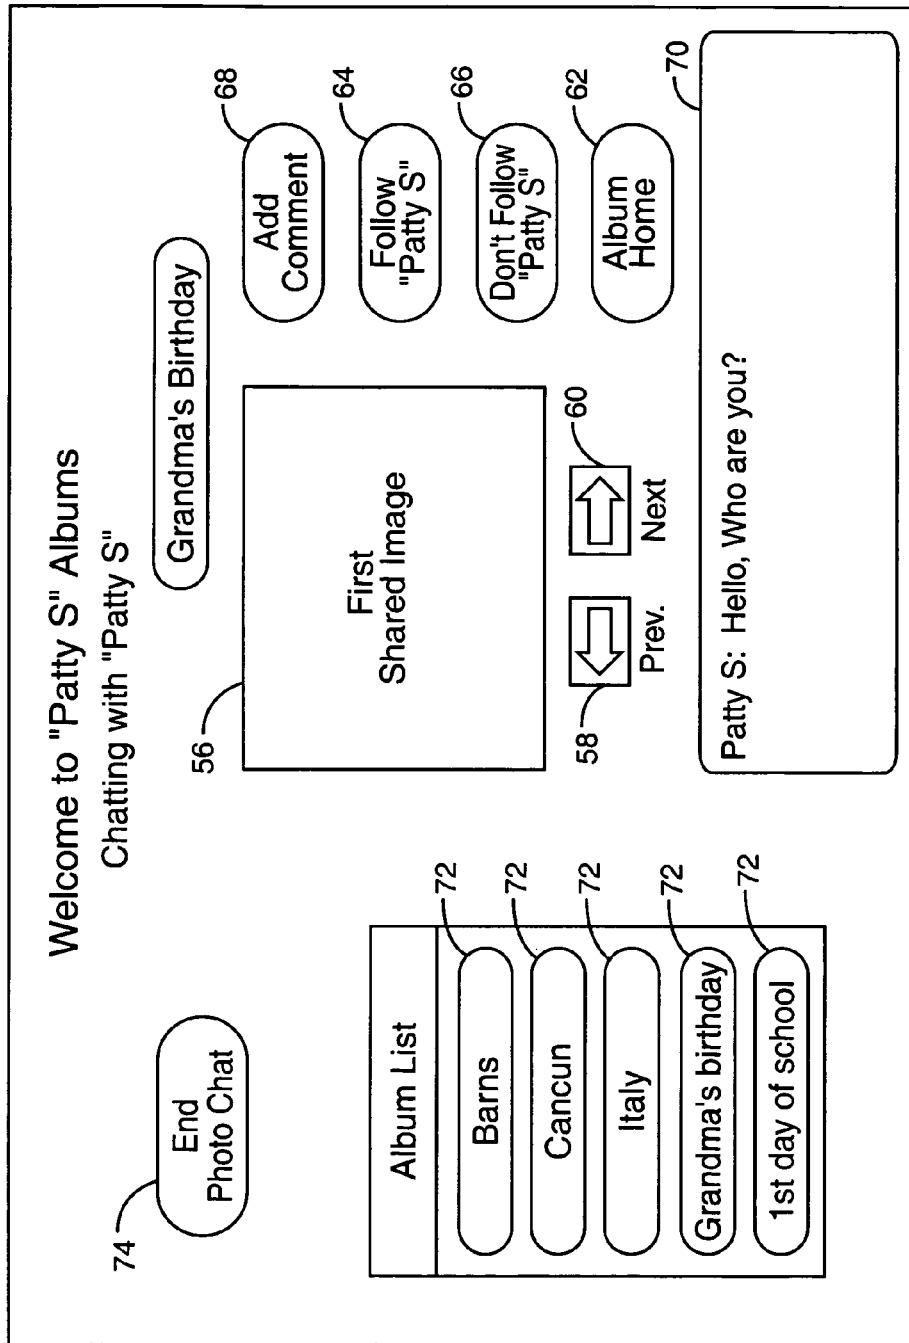 Welcome to "Patty S" Albums
Chatting with "Patty S"
74
End
Photo Chat
Grandma's Birthday
Album List
Barns
72
Cancun
72
Italy
72
Grandma's birthday
72
1st day of school
72
56
First
Shared Image
58
Prev.
60
Next
Add
Comment
68
Follow
"Patty S"
64
Don't Follow
"Patty S"
66
Album
Home
62
70
Patty S: Hello, Who are you?